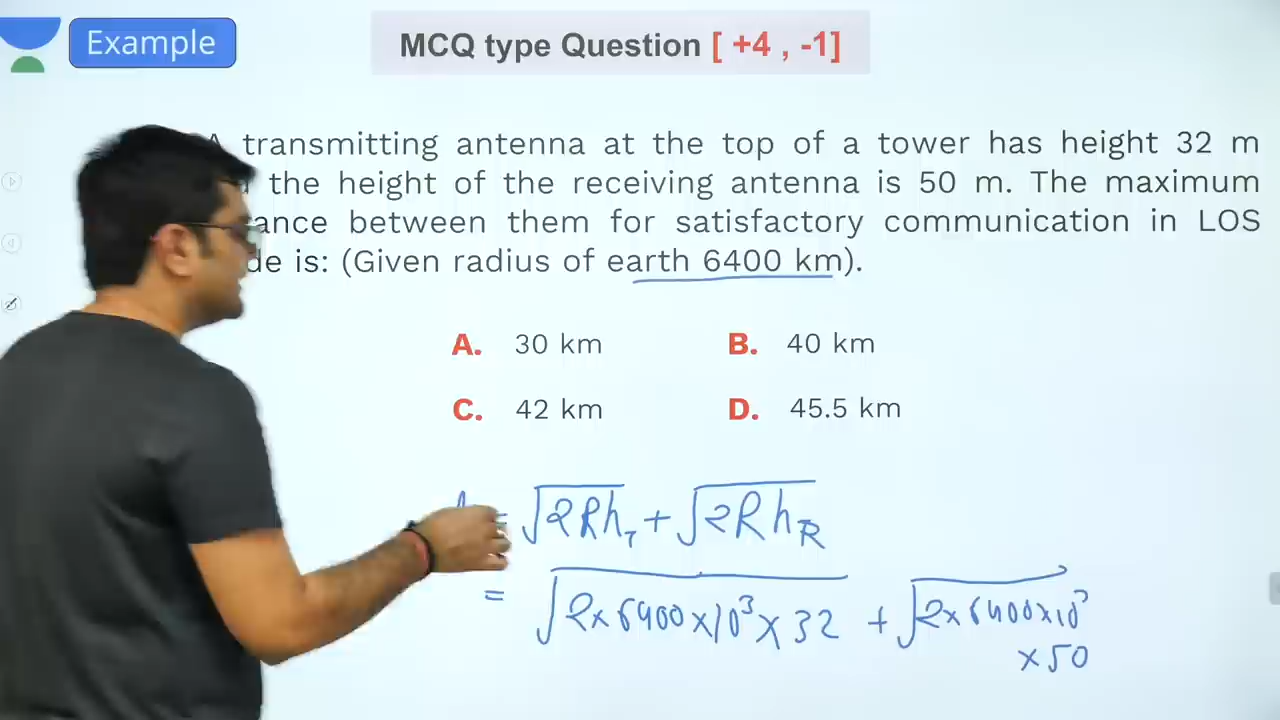 Example
MCQ type Question [ +4 , -1]
transmitting antenna at the top of a tower has height 32 m
the height of the receiving antenna is 50 m. The maximum
between them for satisfactory communication in LOS
is: (Given radius of earth 6400 km).
A. 30 km B. 40 km
C. 42 km D. 45.5 km
= √2Rh_T + √2Rh_R
= √2×6400×10³×32 + √2×6400×10³
×50